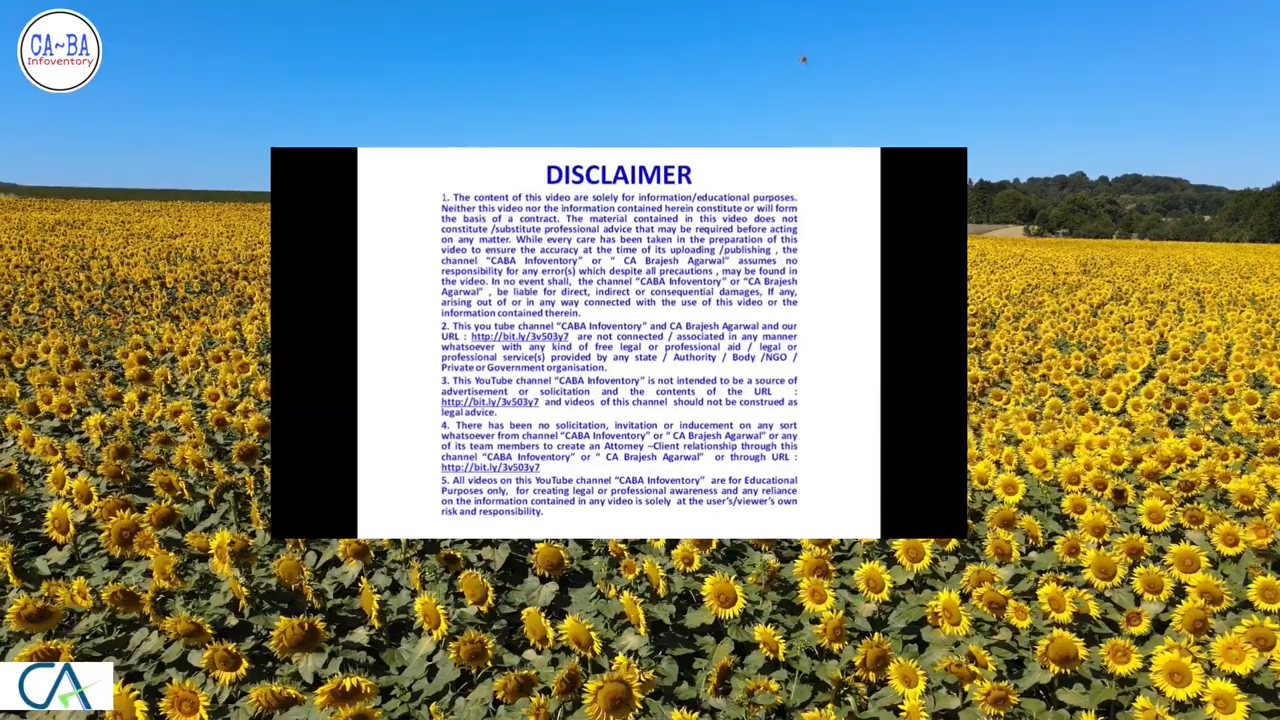 CA~BA
Infoventory
DISCLAIMER
1. The content of this video are solely for information/educational purposes.
Neither this video nor the information contained herein constitute or will form
the basis of a contract. The material contained in this video does not
constitute /substitute professional advice that may be required before acting
on any matter. While every care has been taken in the preparation of this
video to ensure the accuracy at the time of its uploading /publishing , the
channel “CABA Infoventory” or “ CA Brajesh Agarwal” assumes no
responsibility for any error(s) which despite all precautions , may be found in
the video. In no event shall, the channel “CABA Infoventory” or “CA Brajesh
Agarwal” , be liable for direct, indirect or consequential damages, If any,
arising out of or in any way connected with the use of this video or the
information contained therein.
2. This you tube channel “CABA Infoventory” and CA Brajesh Agarwal and our
URL : http://bit.ly/3v503y7 are not connected / associated in any manner
whatsoever with any kind of free legal or professional aid / legal or
professional service(s) provided by any state / Authority / Body /NGO /
Private or Government organisation.
3. This YouTube channel “CABA Infoventory” is not intended to be a source of
advertisement or solicitation and the contents of the URL :
http://bit.ly/3v503y7 and videos of this channel should not be construed as
legal advice.
4. There has been no solicitation, invitation or inducement on any sort
whatsoever from channel “CABA Infoventory” or “ CA Brajesh Agarwal” or any
of its team members to create an Attorney –Client relationship through this
channel “CABA Infoventory” or “ CA Brajesh Agarwal” or through URL :
http://bit.ly/3v503y7
5. All videos on this YouTube channel “CABA Infoventory” are for Educational
Purposes only, for creating legal or professional awareness and any reliance
on the information contained in any video is solely at the user’s/viewer’s own
risk and responsibility.
CA